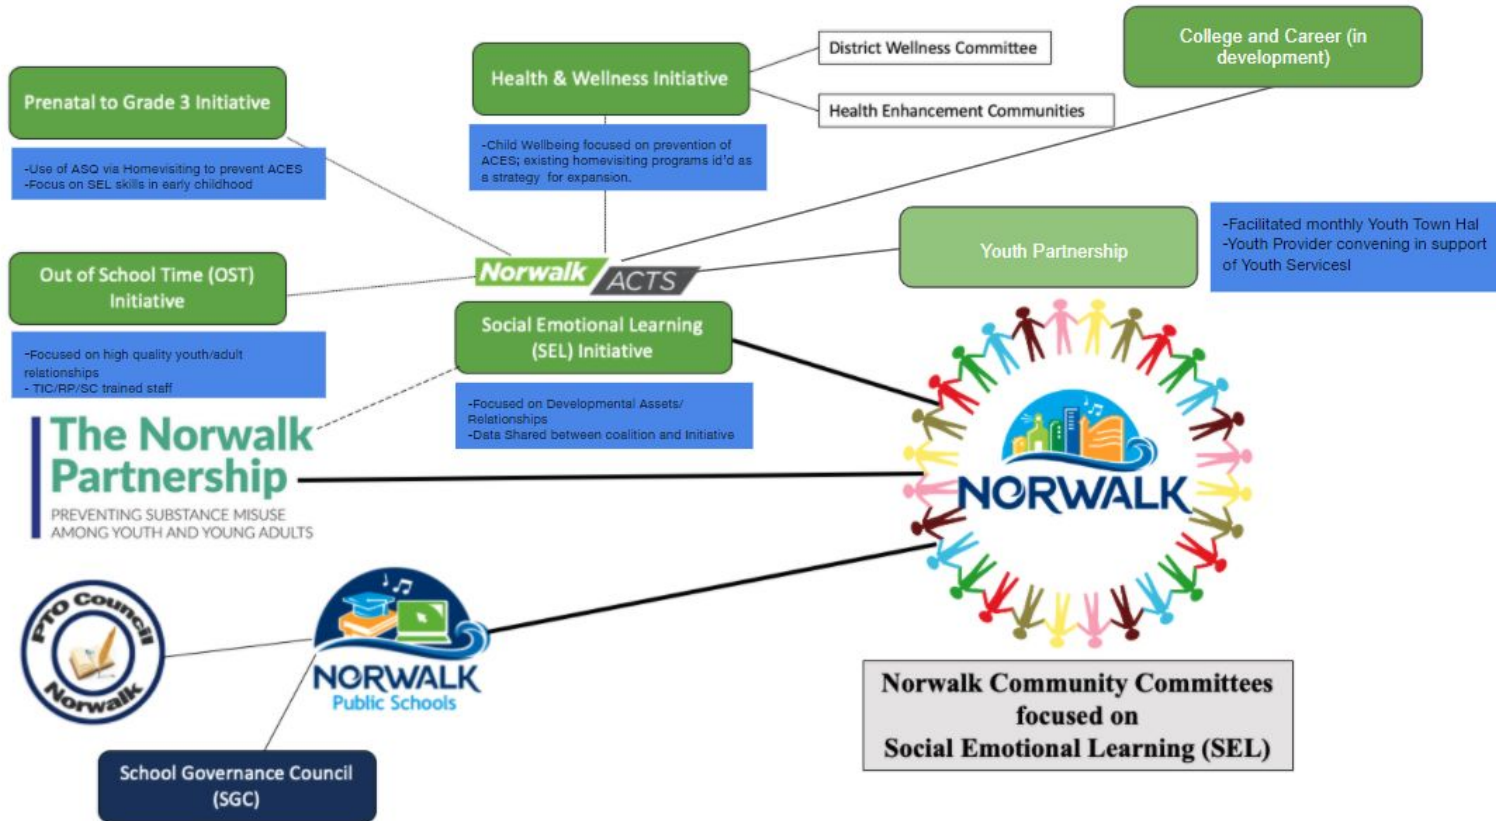 College and Career (in
development)
Prenatal to Grade 3 Initiative
-Use of ASQ via Homevisiting to prevent ACES
-Focus on SEL skills in early childhood
Health & Wellness Initiative
-Child Wellbeing focused on prevention of
ACES; existing homevisiting programs id'd as
a strategy for expansion.
District Wellness Committee
Health Enhancement Communities
Out of School Time (OST)
Initiative
-Focused on high quality youth/adult
relationships
- TIC/RP/SC trained staff
Norwalk ACTS
Youth Partnership
-Facilitated monthly Youth Town Hal
-Youth Provider convening in support
of Youth Servicesl
Social Emotional Learning
(SEL) Initiative
-Focused on Developmental Assets/
Relationships
-Data Shared between coalition and Initiative
The Norwalk
Partnership
PREVENTING SUBSTANCE MISUSE
AMONG YOUTH AND YOUNG ADULTS
NORWALK
PTO Council
Norwalk
NORWALK
Public Schools
School Governance Council
(SGC)
Norwalk Community Committees
focused on
Social Emotional Learning (SEL)